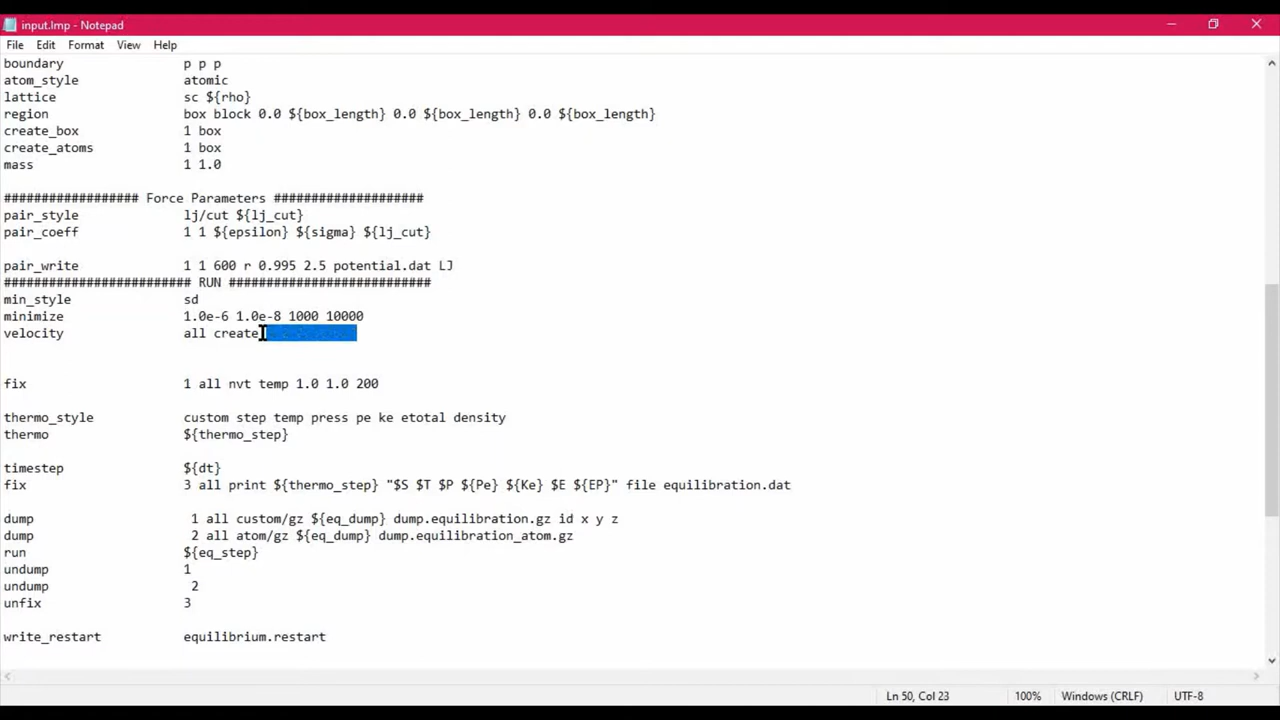 input.lmp - Notepad
File Edit Format View Help
boundary p p p
atom_style atomic
lattice sc ${rho}
region box block 0.0 ${box_length} 0.0 ${box_length} 0.0 ${box_length}
create_box 1 box
create_atoms 1 box
mass 1 1.0
################## Force Parameters ####################
pair_style lj/cut ${lj_cut}
pair_coeff 1 1 ${epsilon} ${sigma} ${lj_cut}
pair_write 1 1 600 r 0.995 2.5 potential.dat LJ
######################### RUN ###########################
min_style sd
minimize 1.0e-6 1.0e-8 1000 10000
velocity all create
fix 1 all nvt temp 1.0 1.0 200
thermo_style custom step temp press pe ke etotal density
thermo ${thermo_step}
timestep ${dt}
fix 3 all print ${thermo_step} "$S $T $P ${Pe} ${Ke} $E ${EP}" file equilibration.dat
dump 1 all custom/gz ${eq_dump} dump.equilibration.gz id x y z
dump 2 all atom/gz ${eq_dump} dump.equilibration_atom.gz
run ${eq_step}
undump 1
undump 2
unfix 3
write_restart equilibrium.restart
Ln 50, Col 23 100% Windows (CRLF) UTF-8